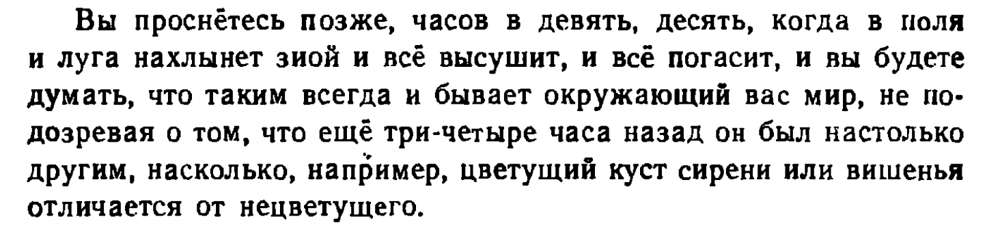 Вы проснётесь позже, часов в девять, десять, когда в поля
и луга нахлынет зной и всё высушит, и всё погасит, и вы будете
думать, что таким всегда и бывает окружающий вас мир, не по-
дозревая о том, что ещё три-четыре часа назад он был настолько
другим, насколько, например, цветущий куст сирени или вишенья
отличается от нецветущего.